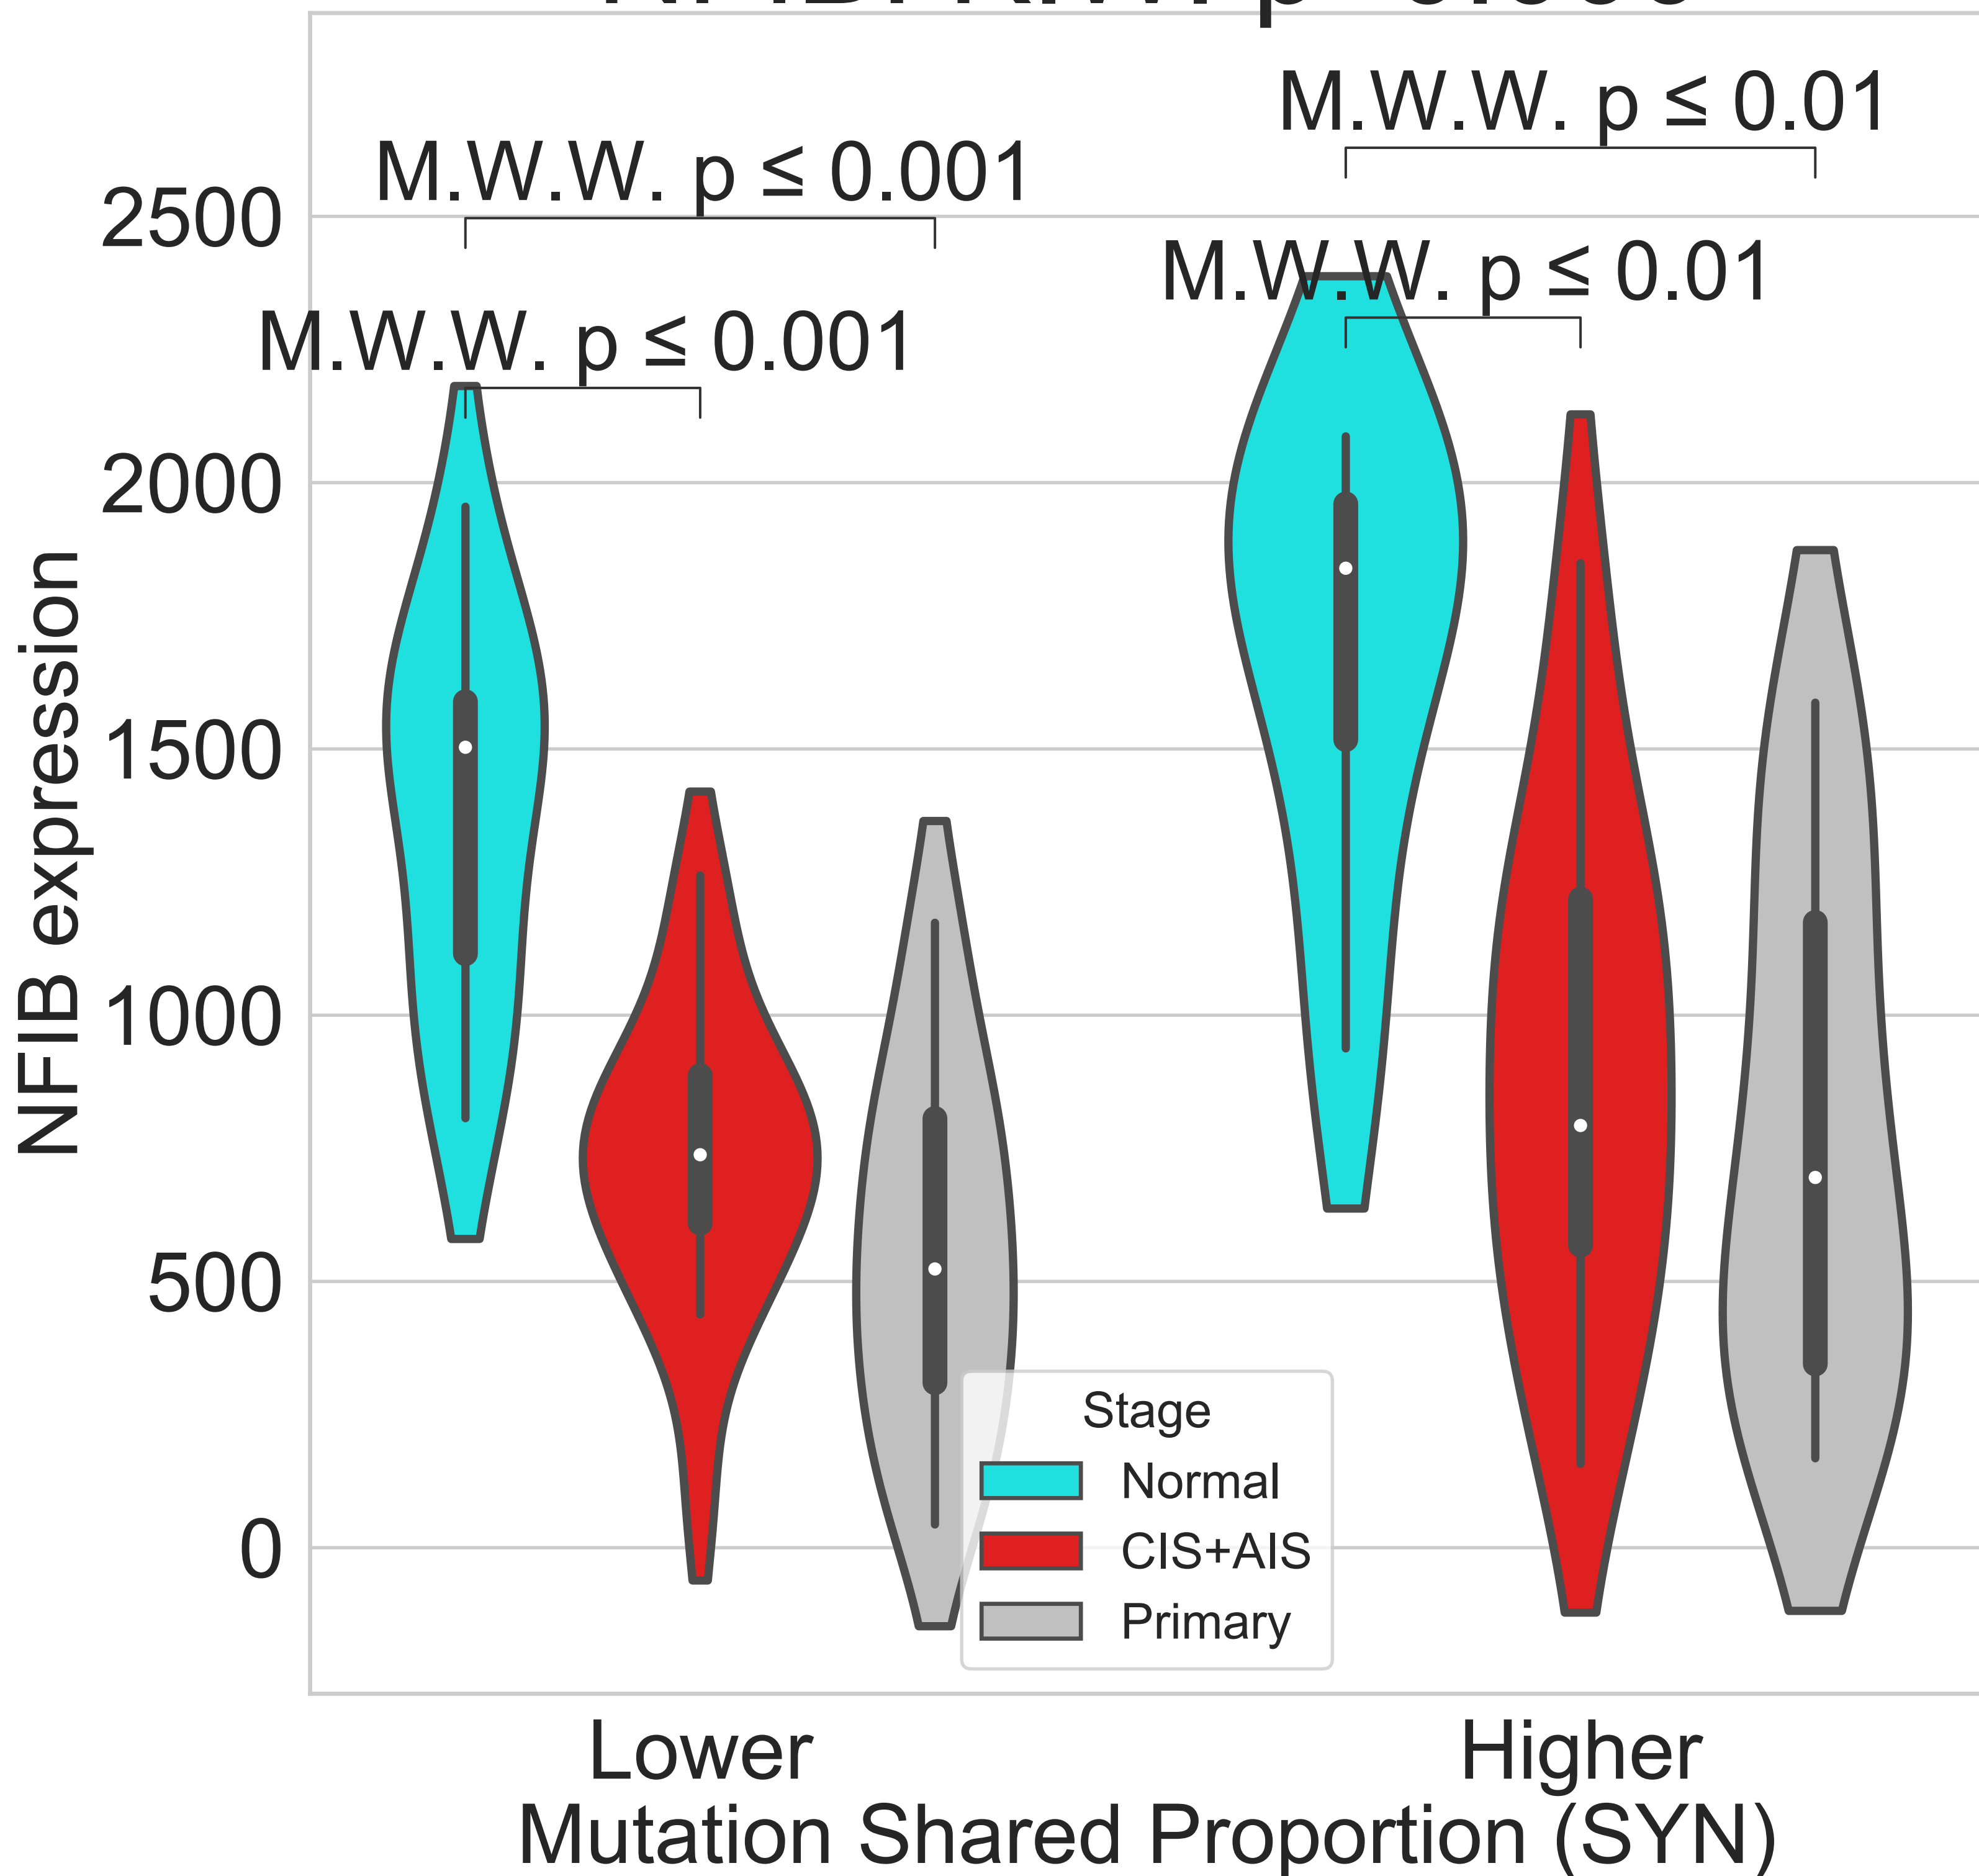 M.W.W. p ≤ 0.01
M.W.W. p ≤ 0.001
2500
M.W.W. p ≤ 0.01
M.W.W. p ≤ 0.001
2000
1500
1000
500
0
NFIB expression
Stage
Normal
CIS+AIS
Primary
Lower
Higher
Mutation Shared Proportion (SYN)